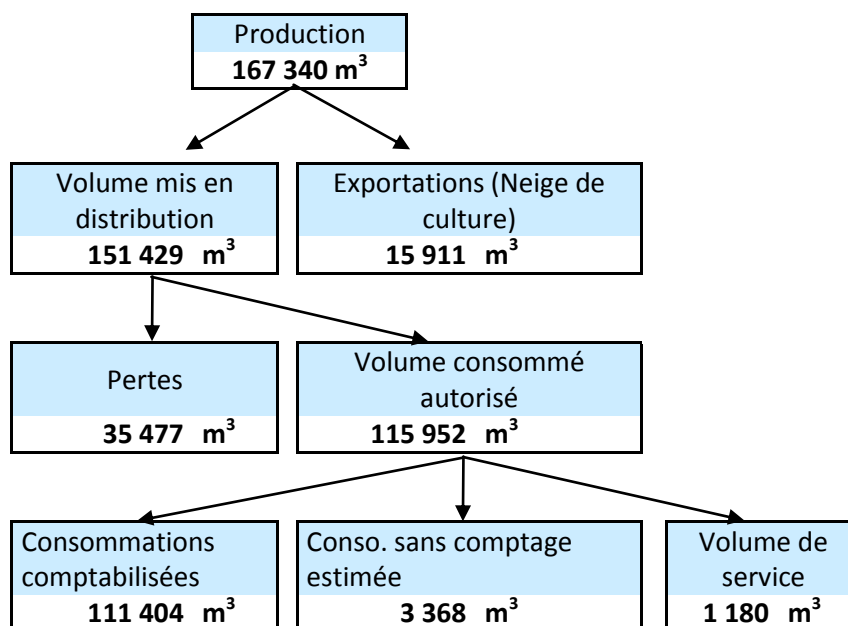 Production
167 340 m³
Volume mis en
distribution
151 429 m³
Exportations (Neige de
culture)
15 911 m³
Pertes
35 477 m³
Volume consommé
autorisé
115 952 m³
Consommations
comptabilisées
111 404 m³
Conso. sans comptage
estimée
3 368 m³
Volume de
service
1 180 m³